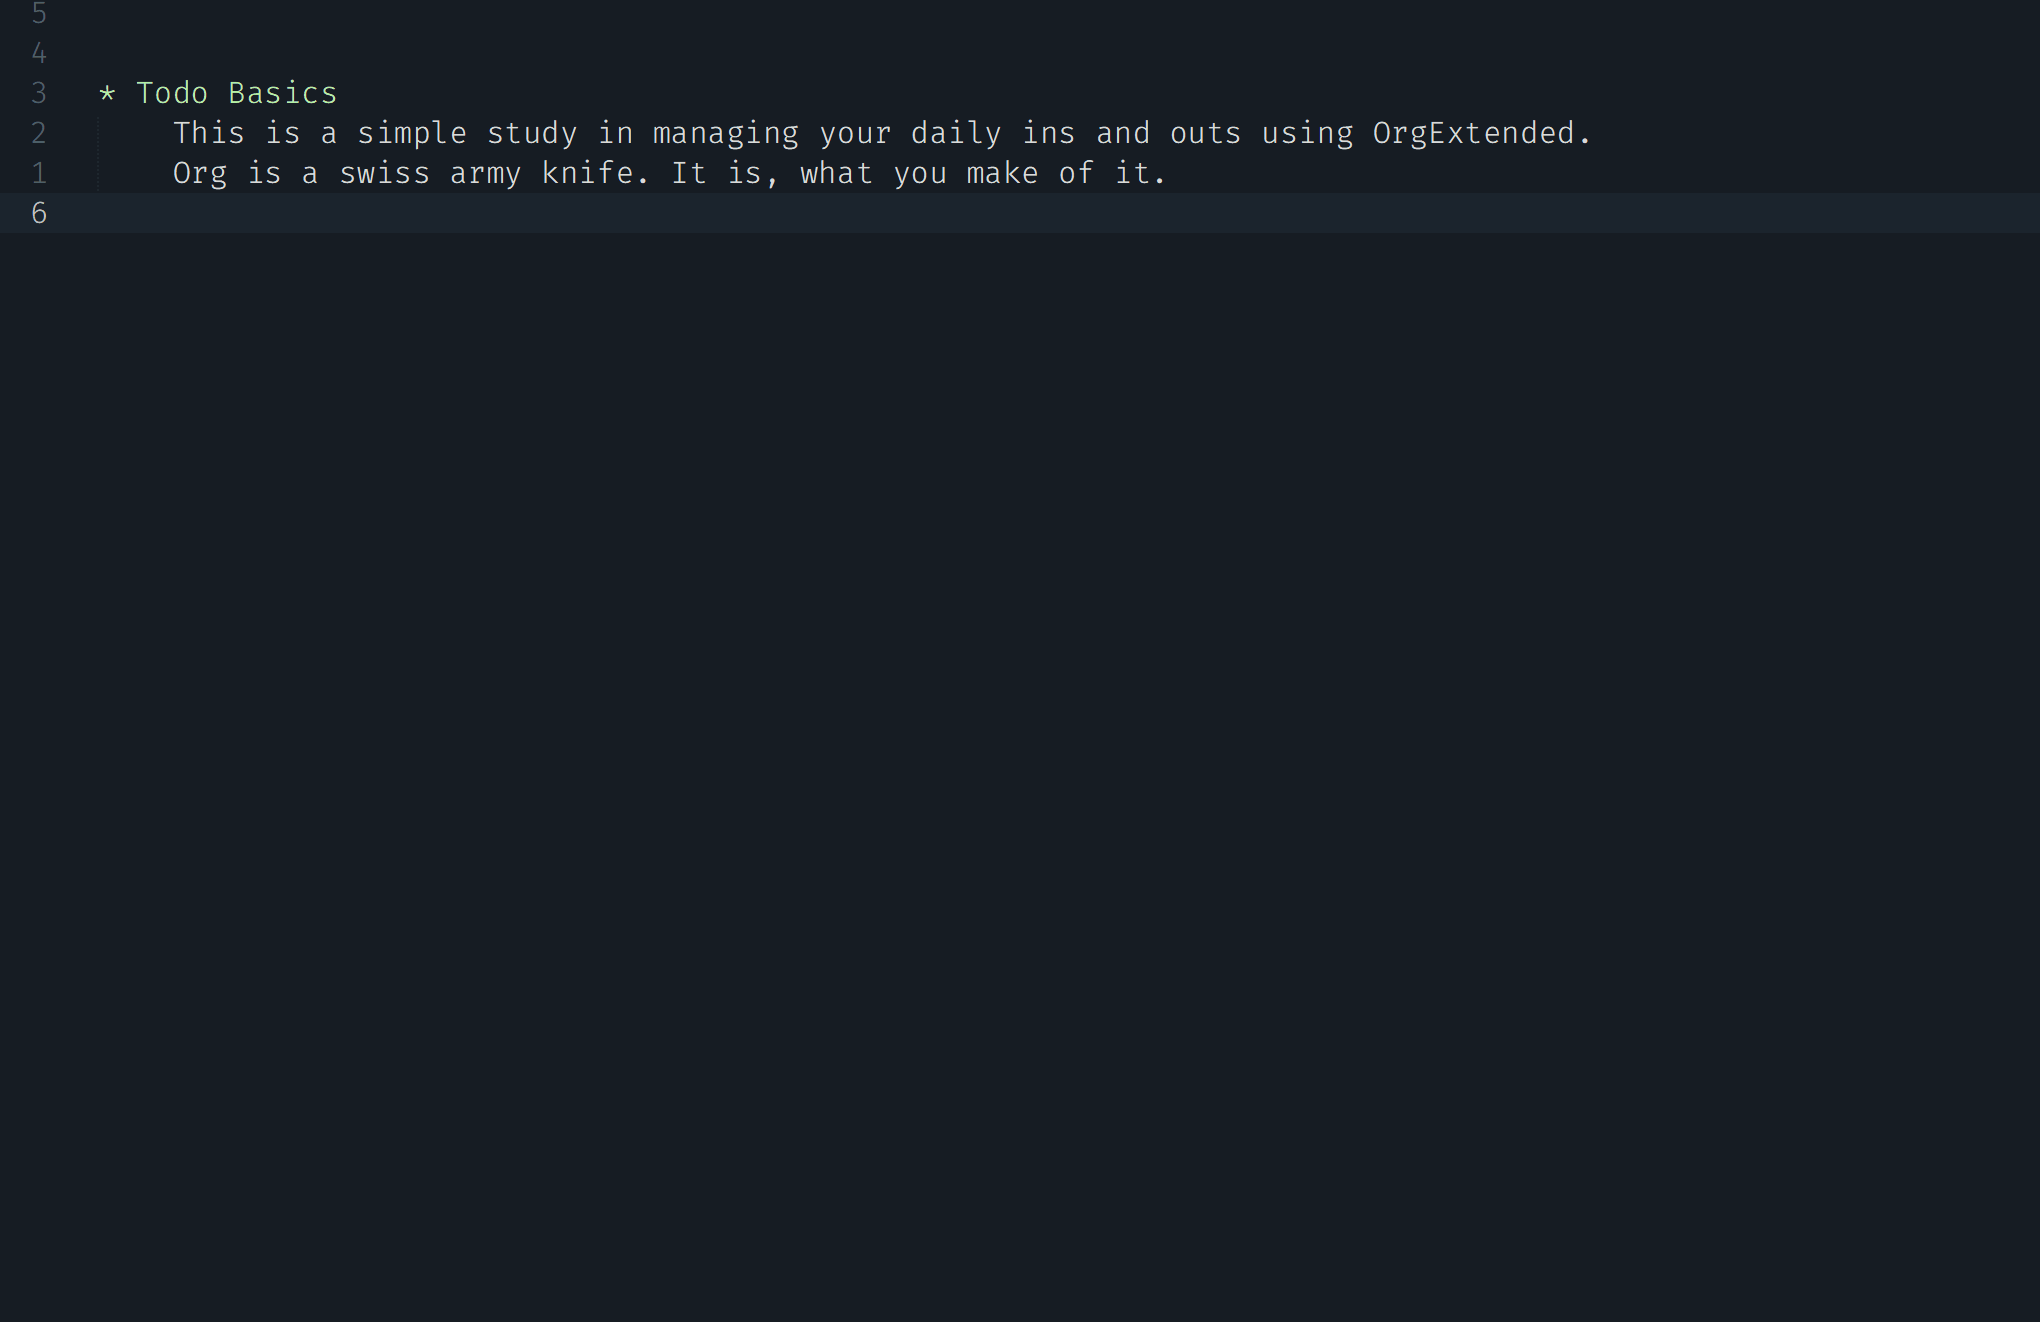 5
4
3 * Todo Basics
2 This is a simple study in managing your daily ins and outs using OrgExtended.
1 Org is a swiss army knife. It is, what you make of it.
6